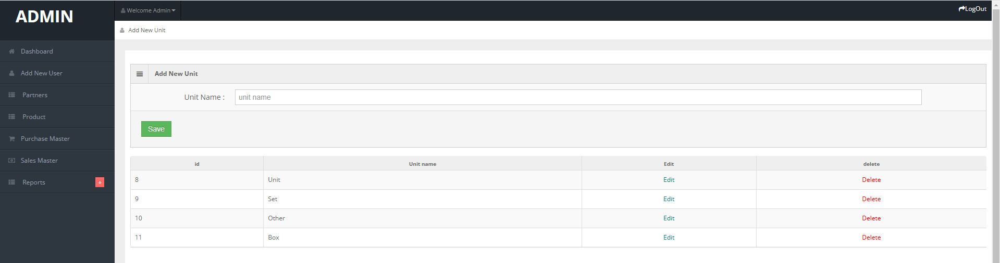 ADMIN
Welcome Admin
LogOut
Add New Unit
Dashboard
Add New User
Partners
Product
Purchase Master
Sales Master
Reports +
Add New Unit
Unit Name : unit name
Save
id Unit name Edit delete
8 Unit Edit Delete
9 Set Edit Delete
10 Other Edit Delete
11 Box Edit Delete